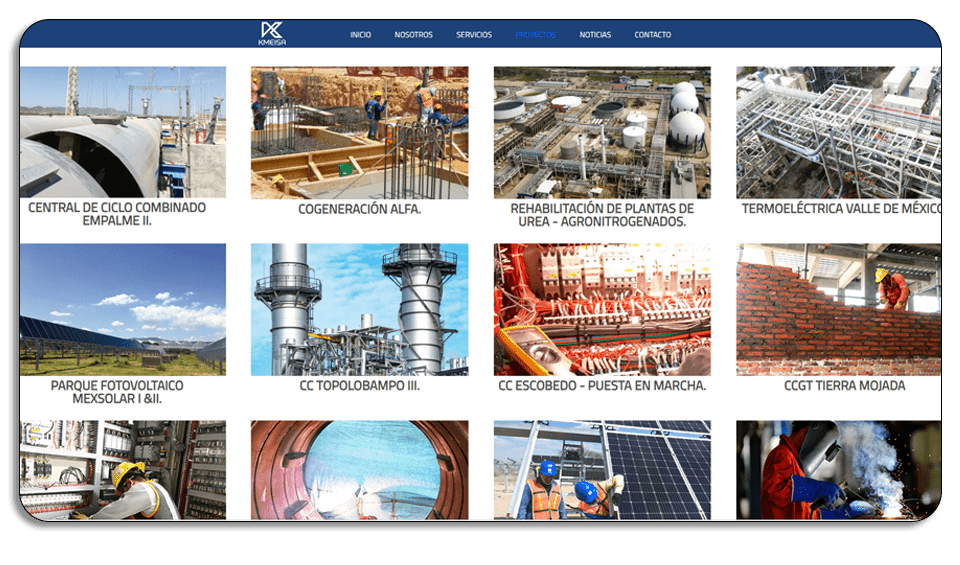 KMEISA
INICIO NOSOTROS SERVICIOS PROYECTOS NOTICIAS CONTACTO
CENTRAL DE CICLO COMBINADO
EMPALME II.
COGENERACIÓN ALFA.
REHABILITACIÓN DE PLANTAS DE
UREA - AGRONITROGENADOS.
TERMOELÉCTRICA VALLE DE MÉXICO
PARQUE FOTOVOLTAICO
MEXSOLAR I &II.
CC TOPOLOBAMPO III.
CC ESCOBEDO - PUESTA EN MARCHA.
CCGT TIERRA MOJADA